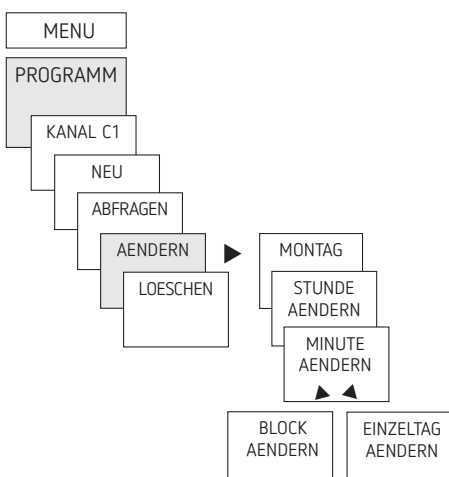 MENU
PROGRAMM
KANAL C1
NEU
ABFRAGEN
AENDERN
LOESCHEN
MONTAG
STUNDE
AENDERN
MINUTE
AENDERN
BLOCK
AENDERN
EINZELTAG
AENDERN